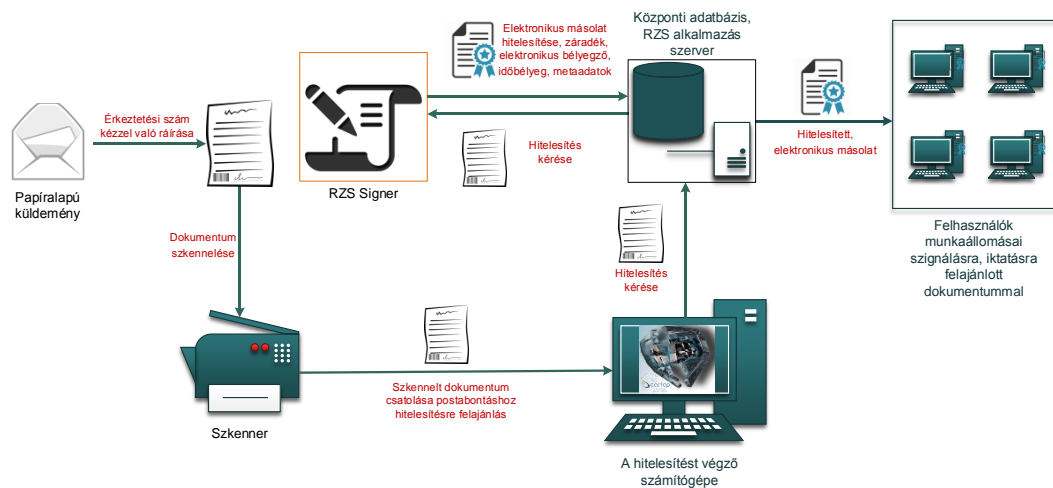 Elektronikus másolat
hitelesítése, záradék,
elektronikus bélyegző,
időbélyeg, metaadatok
Központi adatbázis,
RZS alkalmazás
szerver
Érkeztetési szám
kézzel való ráírása
Hitelesítés
kérése
Hitelesített,
elektronikus másolat
Papíralapú
küldemény
RZS Signer
Felhasználók
munkaállomásai
szignálásra, iktatásra
felajánlott
dokumentummal
Dokumentum
szkennelése
Hitelesítés
kérése
Szkennelt dokumentum
csatolása postabontáshoz
hitelesítésre felajánlás
Szkenner
A hitelesítést végző
számítógépe